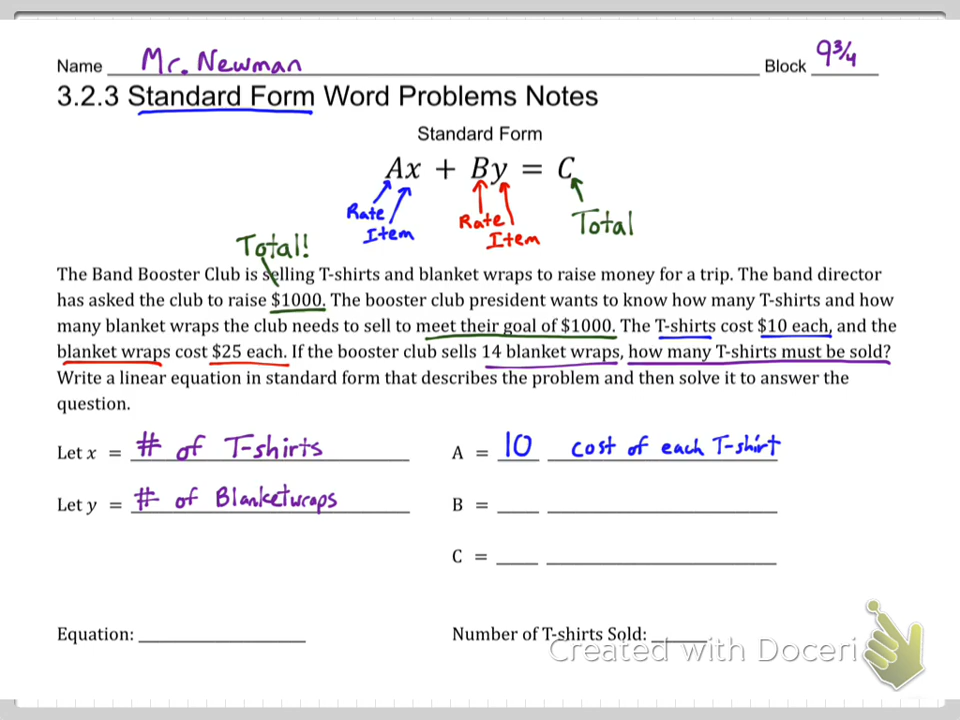 Name Mr. Newman Block 9 3/4
3.2.3 Standard Form Word Problems Notes
Standard Form
Ax + By = C
Rate Item Rate Item Total
Total!
The Band Booster Club is selling T-shirts and blanket wraps to raise money for a trip. The band director
has asked the club to raise $1000. The booster club president wants to know how many T-shirts and how
many blanket wraps the club needs to sell to meet their goal of $1000. The T-shirts cost $10 each, and the
blanket wraps cost $25 each. If the booster club sells 14 blanket wraps, how many T-shirts must be sold?
Write a linear equation in standard form that describes the problem and then solve it to answer the
question.
Let x = # of T-shirts A = 10 cost of each T-shirt
Let y = # of Blanketwraps B =
C =
Equation: Number of T-shirts Sold:
Created with Doceri